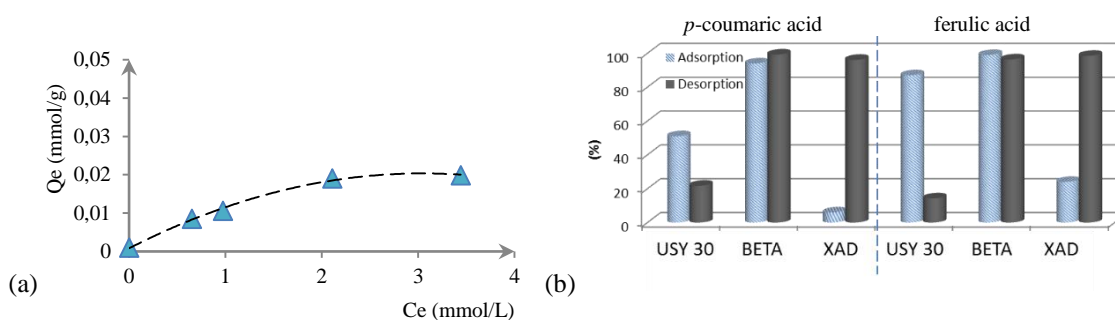 (a)
Qe (mmol/g)
0,05
0,04
0,03
0,02
0,01
0
0 1 2 3 4
Ce (mmol/L)
(b)
p-coumaric acid ferulic acid
Adsorption
Desorption
(%)
100
80
60
40
20
0
USY 30 BETA XAD USY 30 BETA XAD